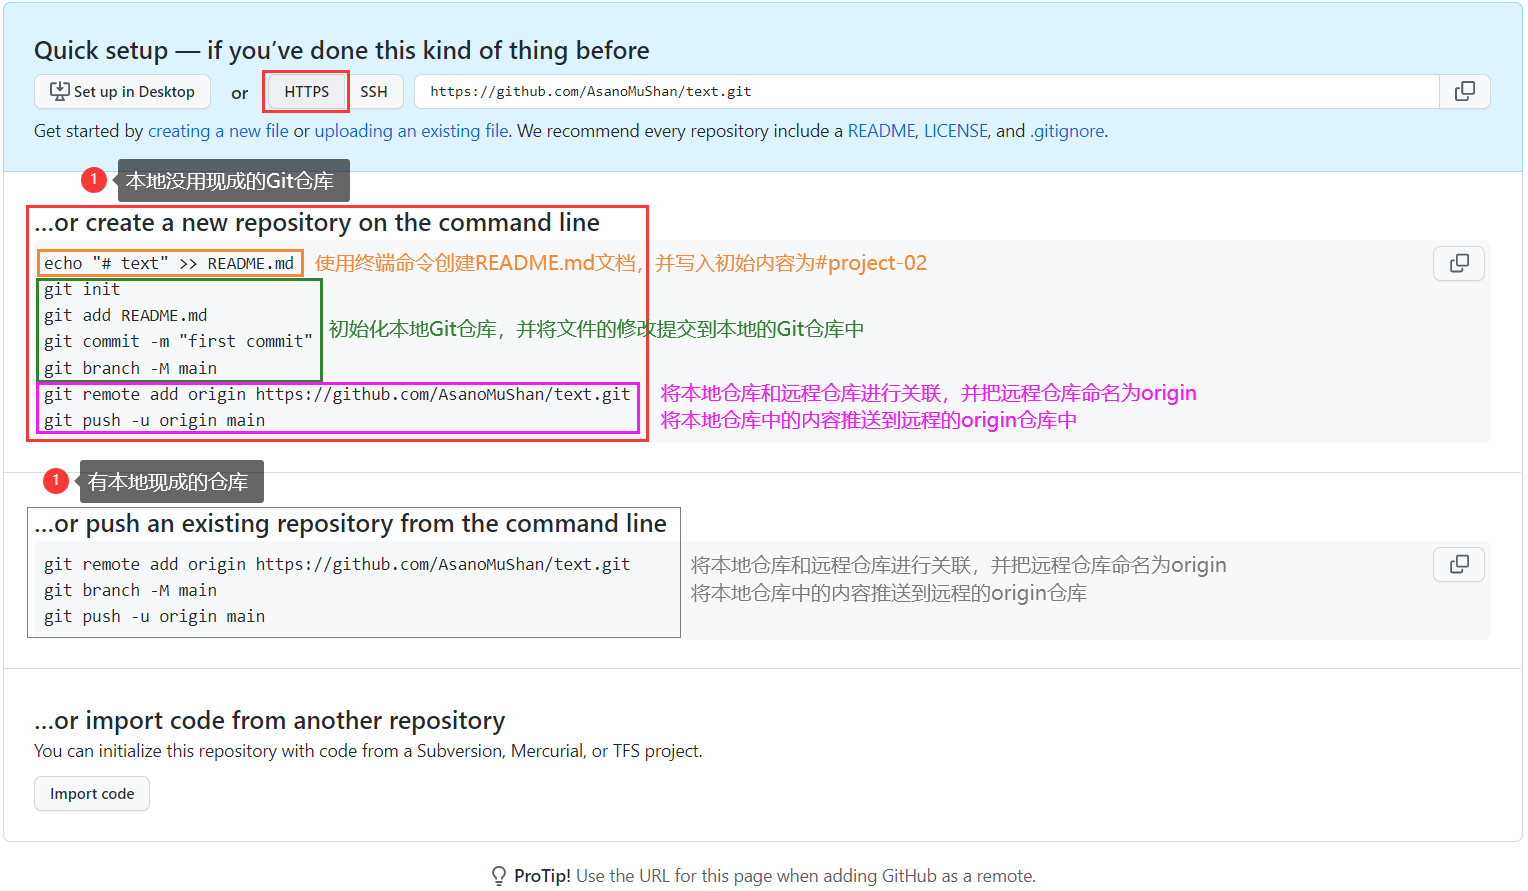 Quick setup — if you've done this kind of thing before
Set up in Desktop or HTTPS SSH https://github.com/AsanoMuShan/text.git
Get started by creating a new file or uploading an existing file. We recommend every repository include a README, LICENSE, and .gitignore.
1 本地没用现成的Git仓库
...or create a new repository on the command line
echo "# text" >> README.md 使用终端命令创建README.md文档，并写入初始内容为#project-02
git init
git add README.md
初始化本地Git仓库，并将文件的修改提交到本地的Git仓库中
git commit -m "first commit"
git branch -M main
git remote add origin https://github.com/AsanoMuShan/text.git 将本地仓库和远程仓库进行关联，并把远程仓库命名为origin
git push -u origin main 将本地仓库中的内容推送到远程的origin仓库中
1 有本地现成的仓库
...or push an existing repository from the command line
git remote add origin https://github.com/AsanoMuShan/text.git 将本地仓库和远程仓库进行关联，并把远程仓库命名为origin
git branch -M main 将本地仓库中的内容推送到远程的origin仓库
git push -u origin main
...or import code from another repository
You can initialize this repository with code from a Subversion, Mercurial, or TFS project.
Import code
ProTip! Use the URL for this page when adding GitHub as a remote.